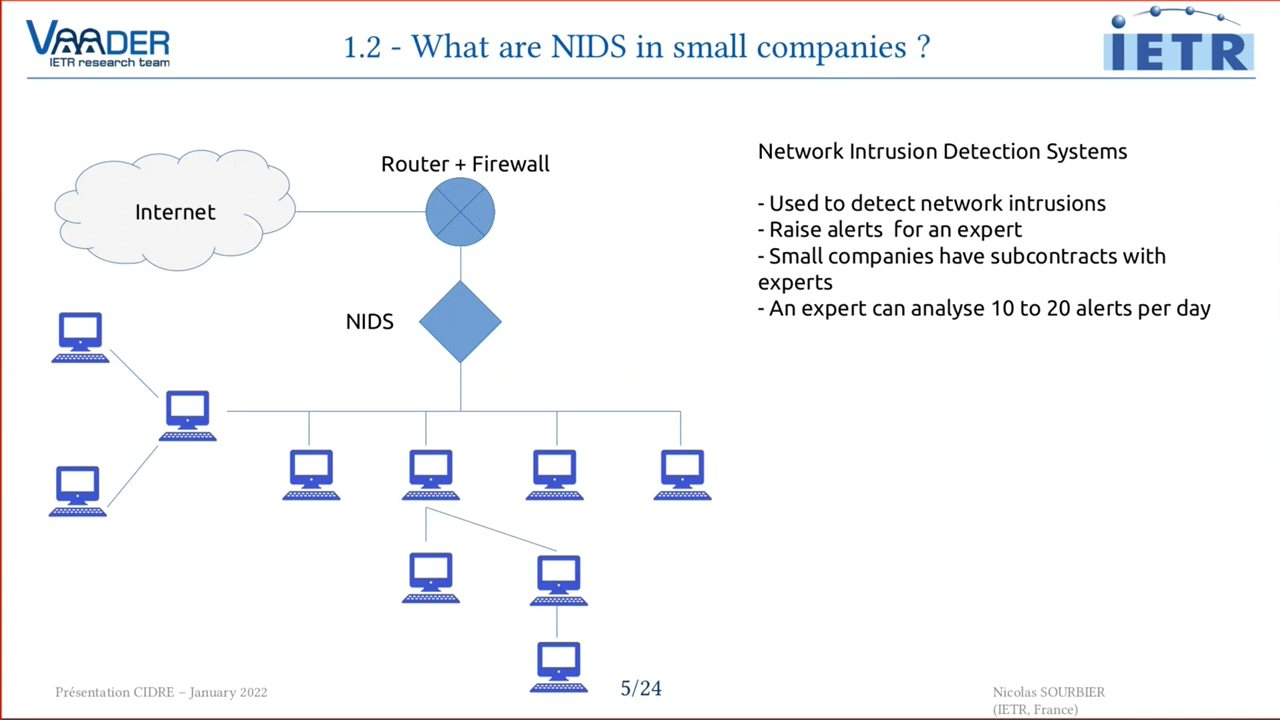 VAADER
IETR research team
1.2 - What are NIDS in small companies ?
iETR
Router + Firewall
Internet
NIDS
Network Intrusion Detection Systems
- Used to detect network intrusions
- Raise alerts for an expert
- Small companies have subcontracts with
experts
- An expert can analyse 10 to 20 alerts per day
Présentation CIDRE – January 2022
5/24
Nicolas SOURBIER
(IETR, France)